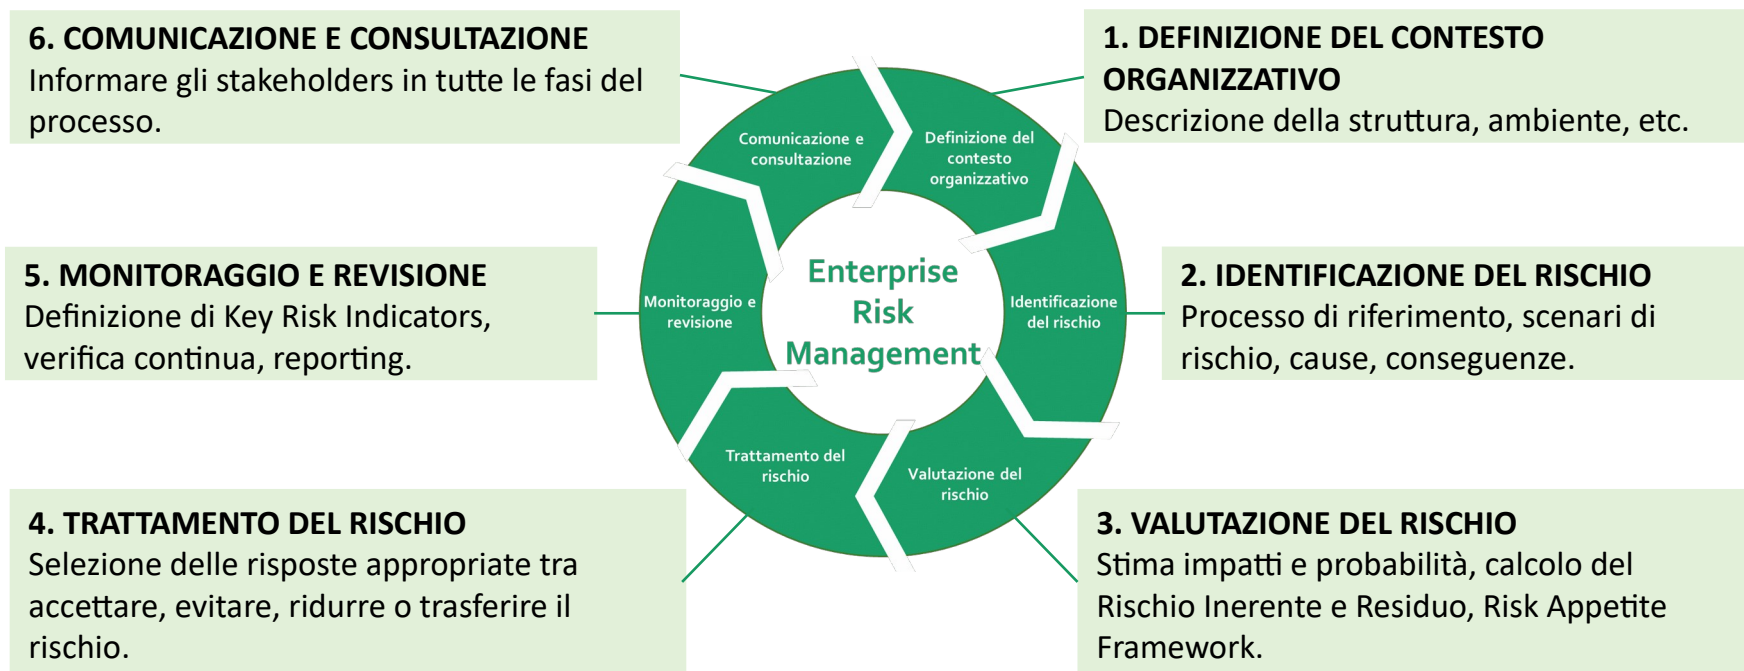 6. COMUNICAZIONE E CONSULTAZIONE
Informare gli stakeholders in tutte le fasi del
processo.
1. DEFINIZIONE DEL CONTESTO
ORGANIZZATIVO
Descrizione della struttura, ambiente, etc.
Comunicazione e
consultazione
Definizione del
contesto
organizzativo
5. MONITORAGGIO E REVISIONE
Definizione di Key Risk Indicators,
verifica continua, reporting.
Monitoraggio e
revisione
Enterprise
Risk
Management
Identificazione
del rischio
2. IDENTIFICAZIONE DEL RISCHIO
Processo di riferimento, scenari di
rischio, cause, conseguenze.
Trattamento del
rischio
Valutazione del
rischio
4. TRATTAMENTO DEL RISCHIO
Selezione delle risposte appropriate tra
accettare, evitare, ridurre o trasferire il
rischio.
3. VALUTAZIONE DEL RISCHIO
Stima impatti e probabilità, calcolo del
Rischio Inerente e Residuo, Risk Appetite
Framework.